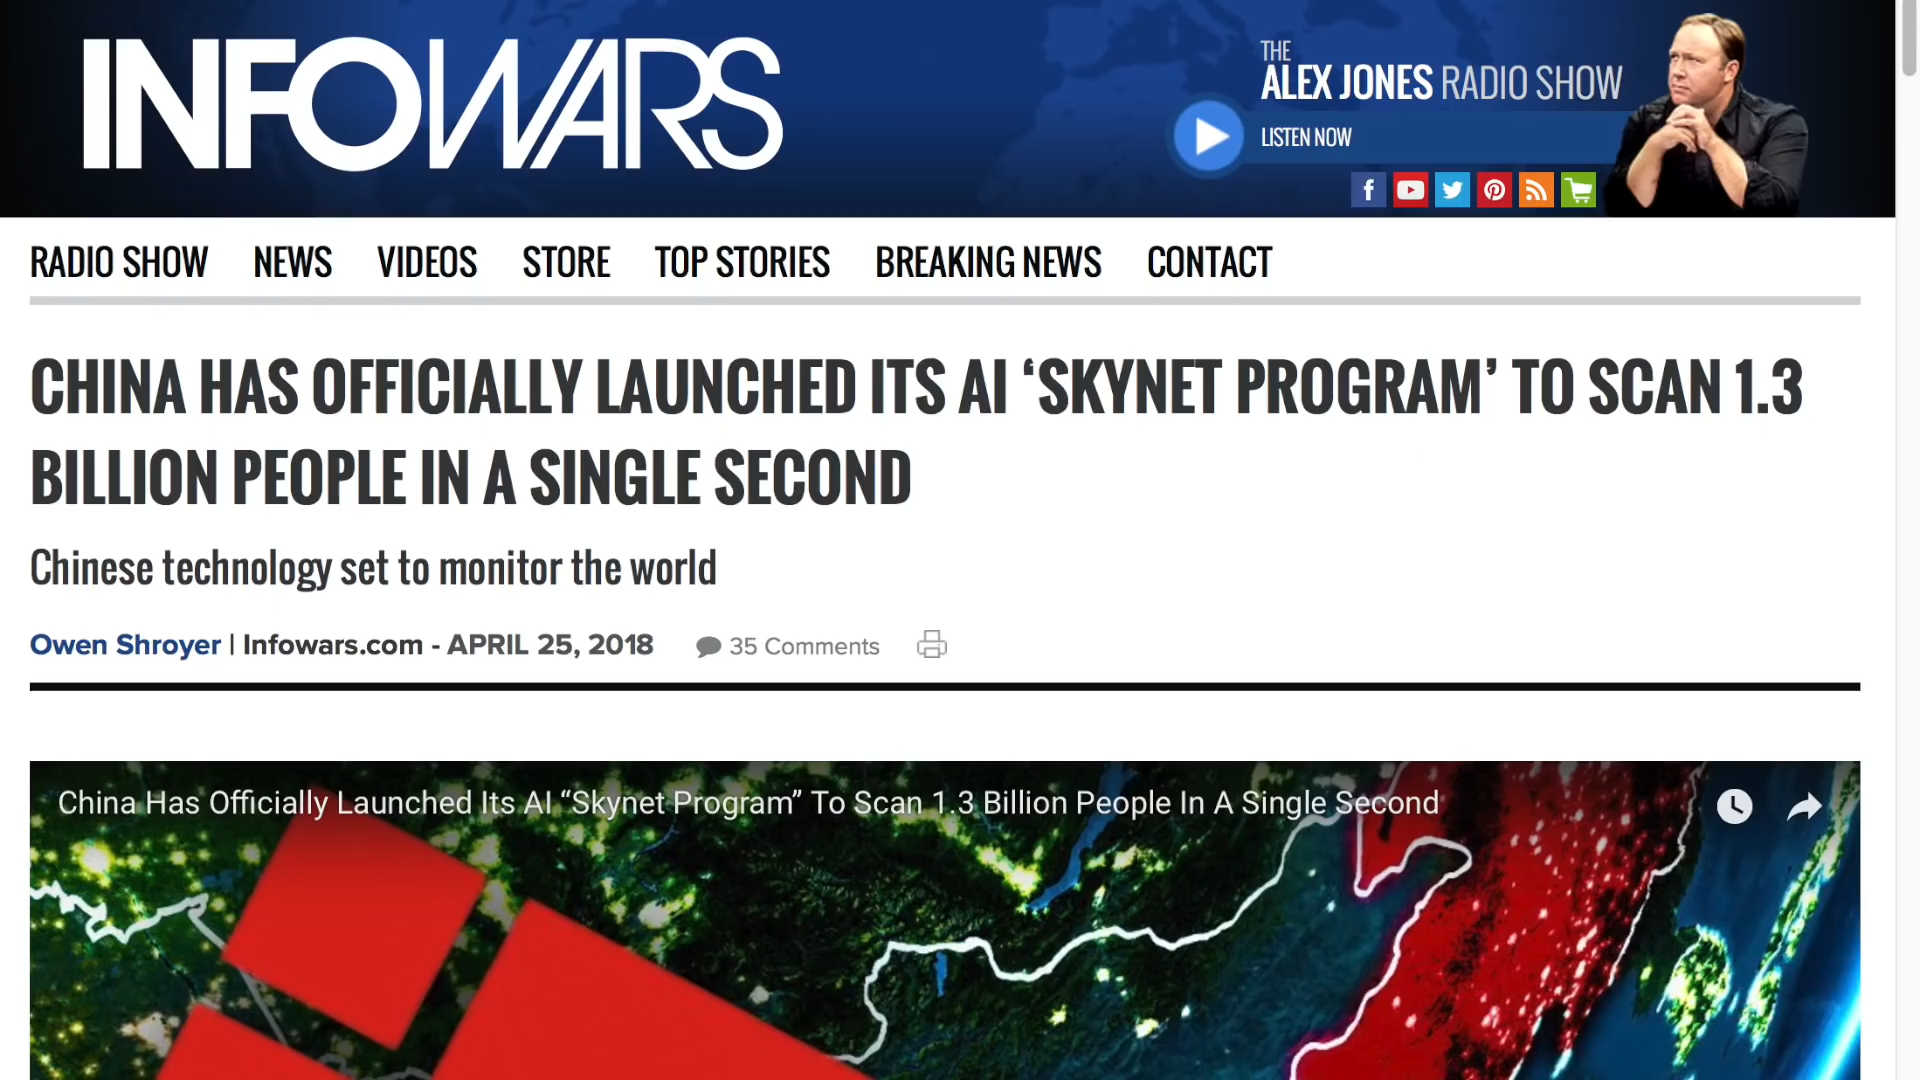 INFOWARS
THE
ALEX JONES RADIO SHOW
LISTEN NOW
RADIO SHOW NEWS VIDEOS STORE TOP STORIES BREAKING NEWS CONTACT
CHINA HAS OFFICIALLY LAUNCHED ITS AI ‘SKYNET PROGRAM’ TO SCAN 1.3
BILLION PEOPLE IN A SINGLE SECOND
Chinese technology set to monitor the world
Owen Shroyer | Infowars.com - APRIL 25, 2018 35 Comments
China Has Officially Launched Its AI “Skynet Program” To Scan 1.3 Billion People In A Single Second